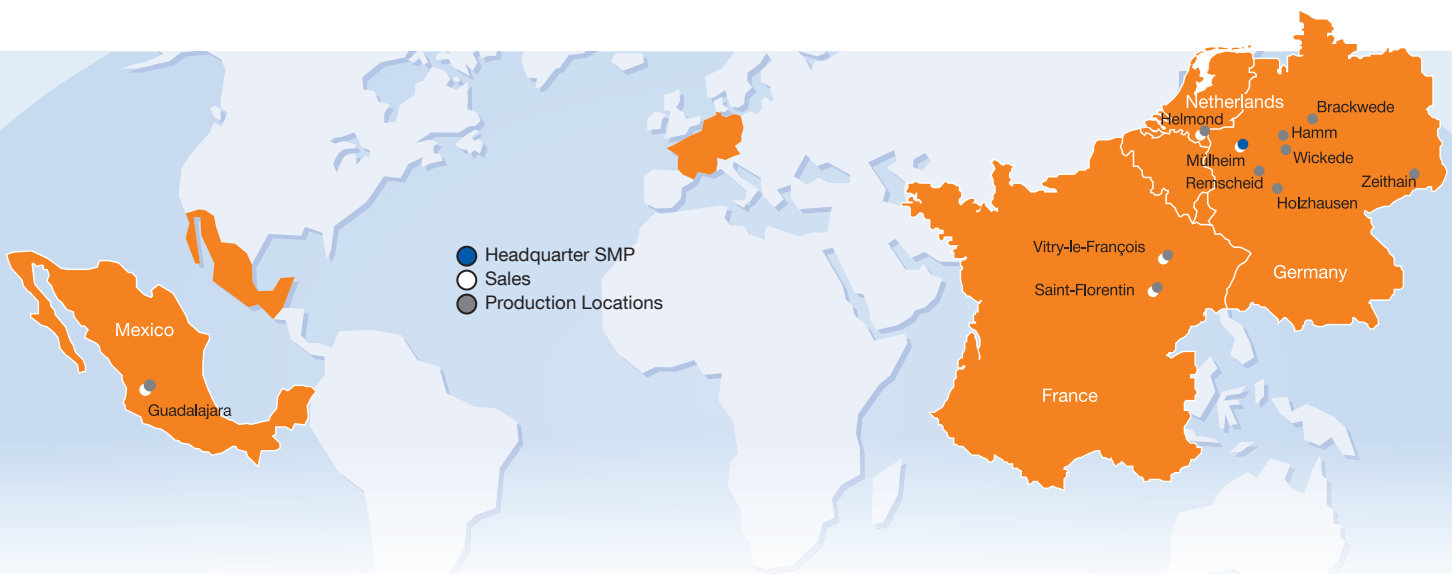 Netherlands
Brackwede
Helmond
Hamm
Mülheim
Wickede
Remscheid
Zeithain
Holzhausen
Vitry-le-François
Headquarter SMP
Sales
Germany
Saint-Florentin
Production Locations
Mexico
France
Guadalajara